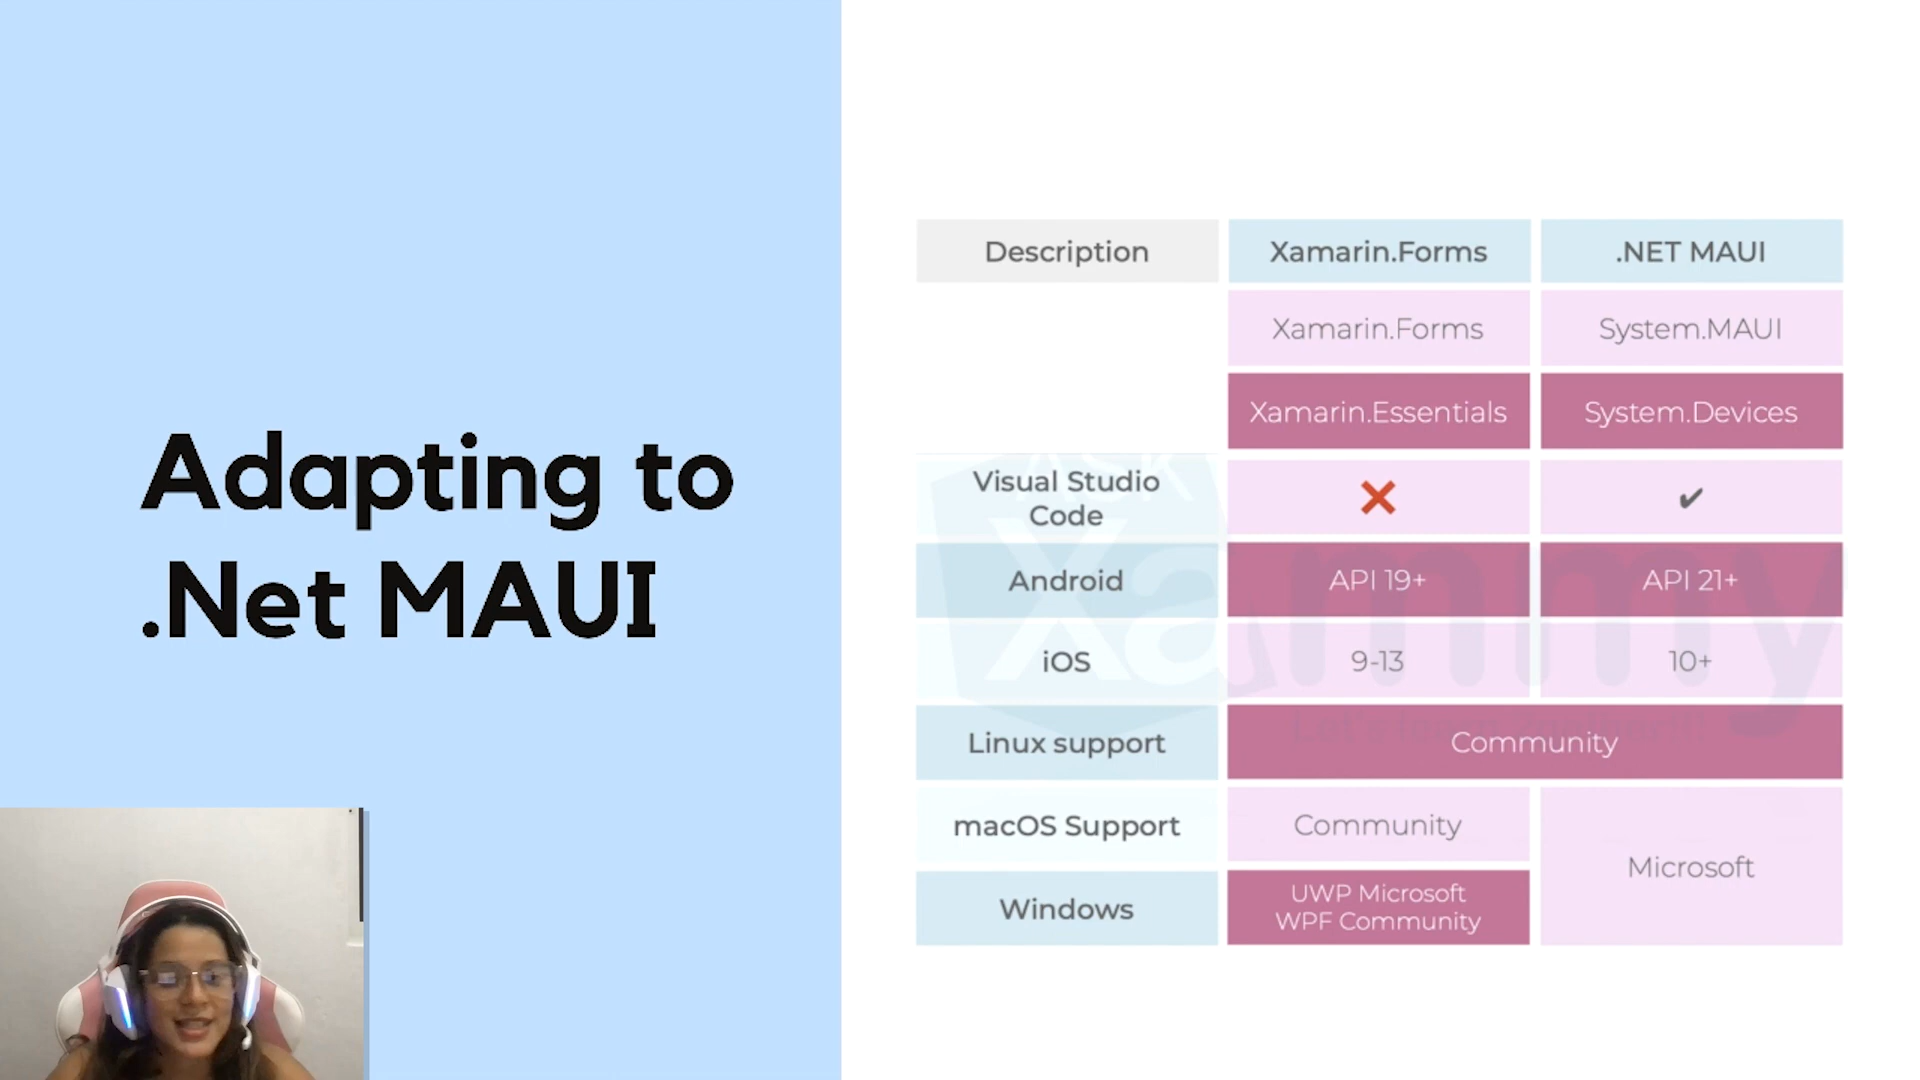 Adapting to
.Net MAUI
Description Xamarin.Forms .NET MAUI
Xamarin.Forms System.MAUI
Xamarin.Essentials System.Devices
Visual Studio
Code ❌ ✔
Android API 19+ API 21+
iOS 9-13 10+
Linux support Community
macOS Support Community
Microsoft
Windows UWP Microsoft
WPF Community
ASK
Xammy